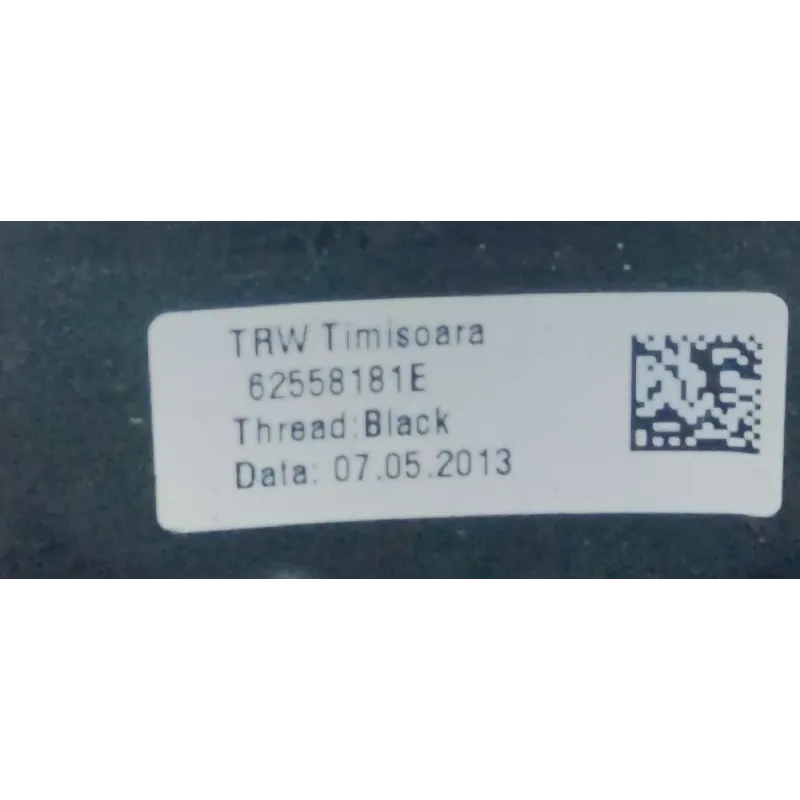 TRW Timisoara
62558181E
Thread:Black
Data: 07.05.2013